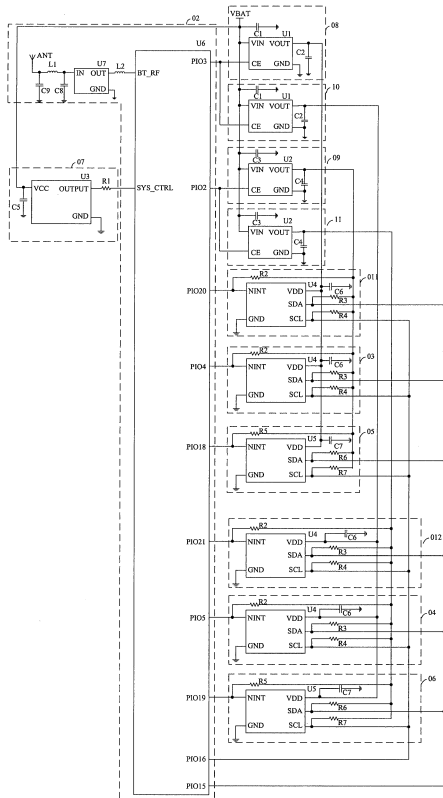 02
VBAT
08
C1
U1
VIN VOUT
C2
CE GND
U6
ANT
L1
U7
L2
IN OUT
GND
C9
C8
BT_RF
PIO3
10
C1
U1
VIN VOUT
C2
CE GND
07
U3
VCC OUTPUT
R1
GND
C5
SYS_CTRL
09
C3
U2
VIN VOUT
C4
CE GND
PIO2
11
C3
U2
VIN VOUT
C4
CE GND
011
R2
U4
C6
PIO20
NINT VDD
SDA
R3
GND SCL
R4
03
R2
U4
C6
PIO4
NINT VDD
SDA
R3
GND SCL
R4
05
R5
U5
C7
PIO18
NINT VDD
SDA
R6
GND SCL
R7
012
R2
U4
C6
PIO21
NINT VDD
SDA
R3
GND SCL
R4
04
R2
U4
C6
PIO5
NINT VDD
SDA
R3
GND SCL
R4
06
R5
U5
C7
PIO19
NINT VDD
SDA
R6
GND SCL
R7
PIO16
PIO15